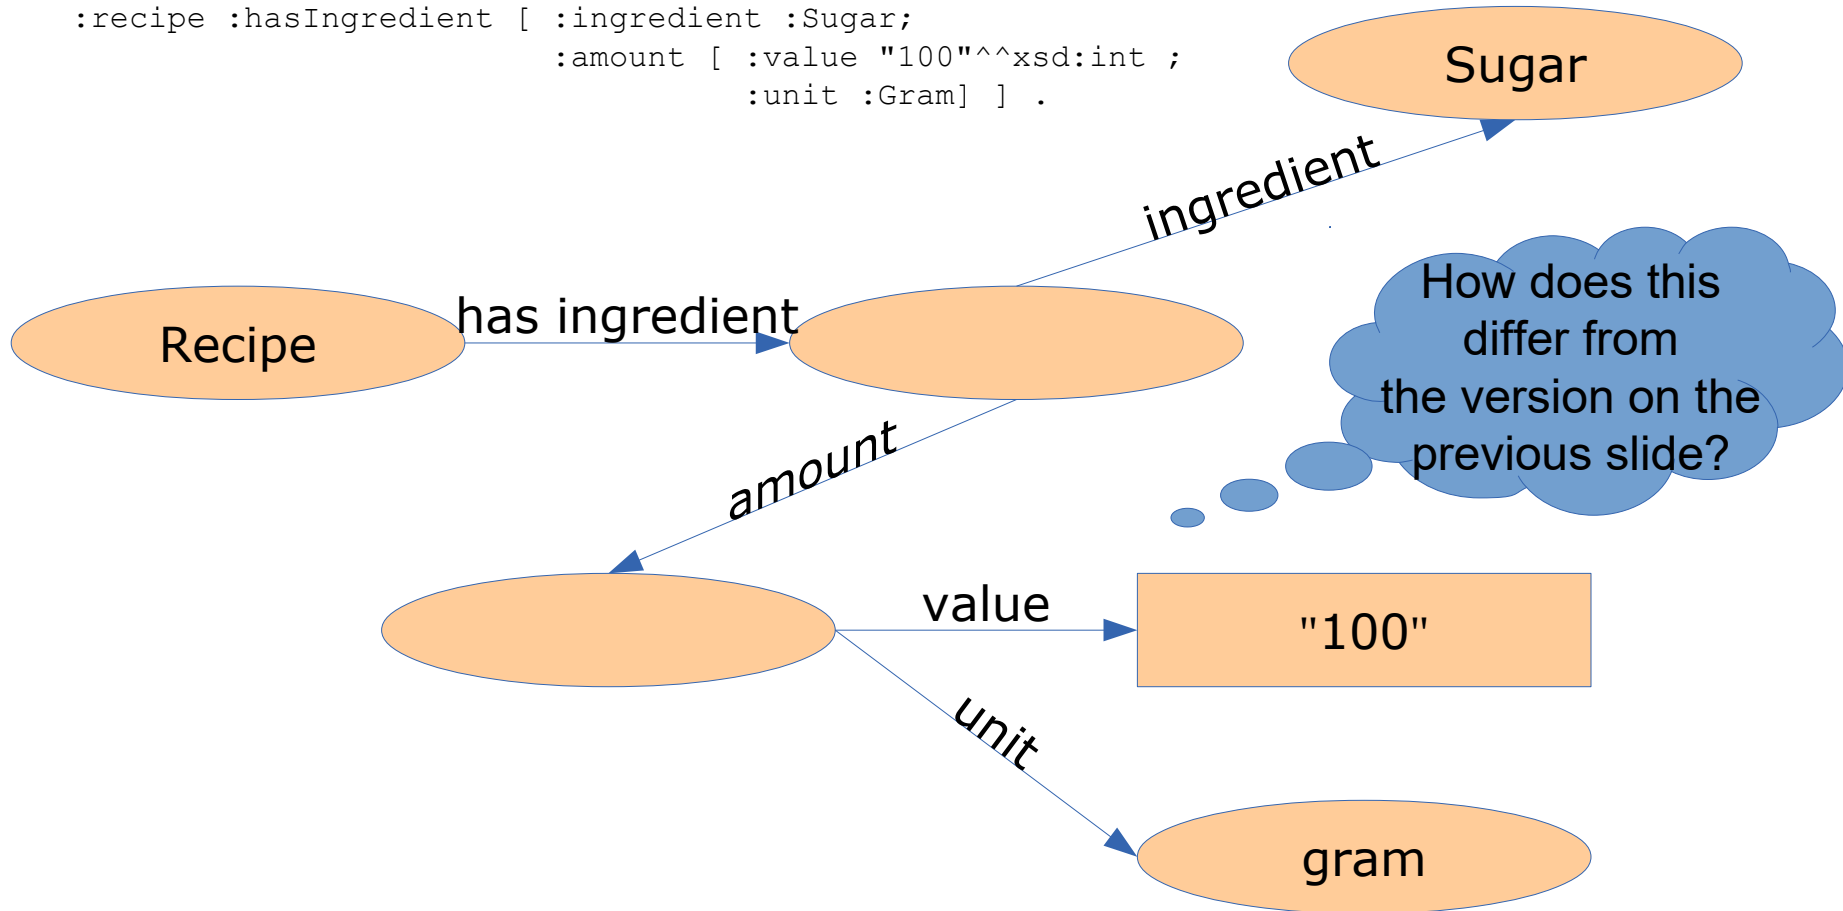 :recipe :hasIngredient [ :ingredient :Sugar;
:amount [ :value "100"^^xsd:int ;
:unit :Gram] ] .
Sugar
ingredient
How does this
differ from
the version on the
previous slide?
has ingredient
Recipe
amount
value
"100"
unit
gram